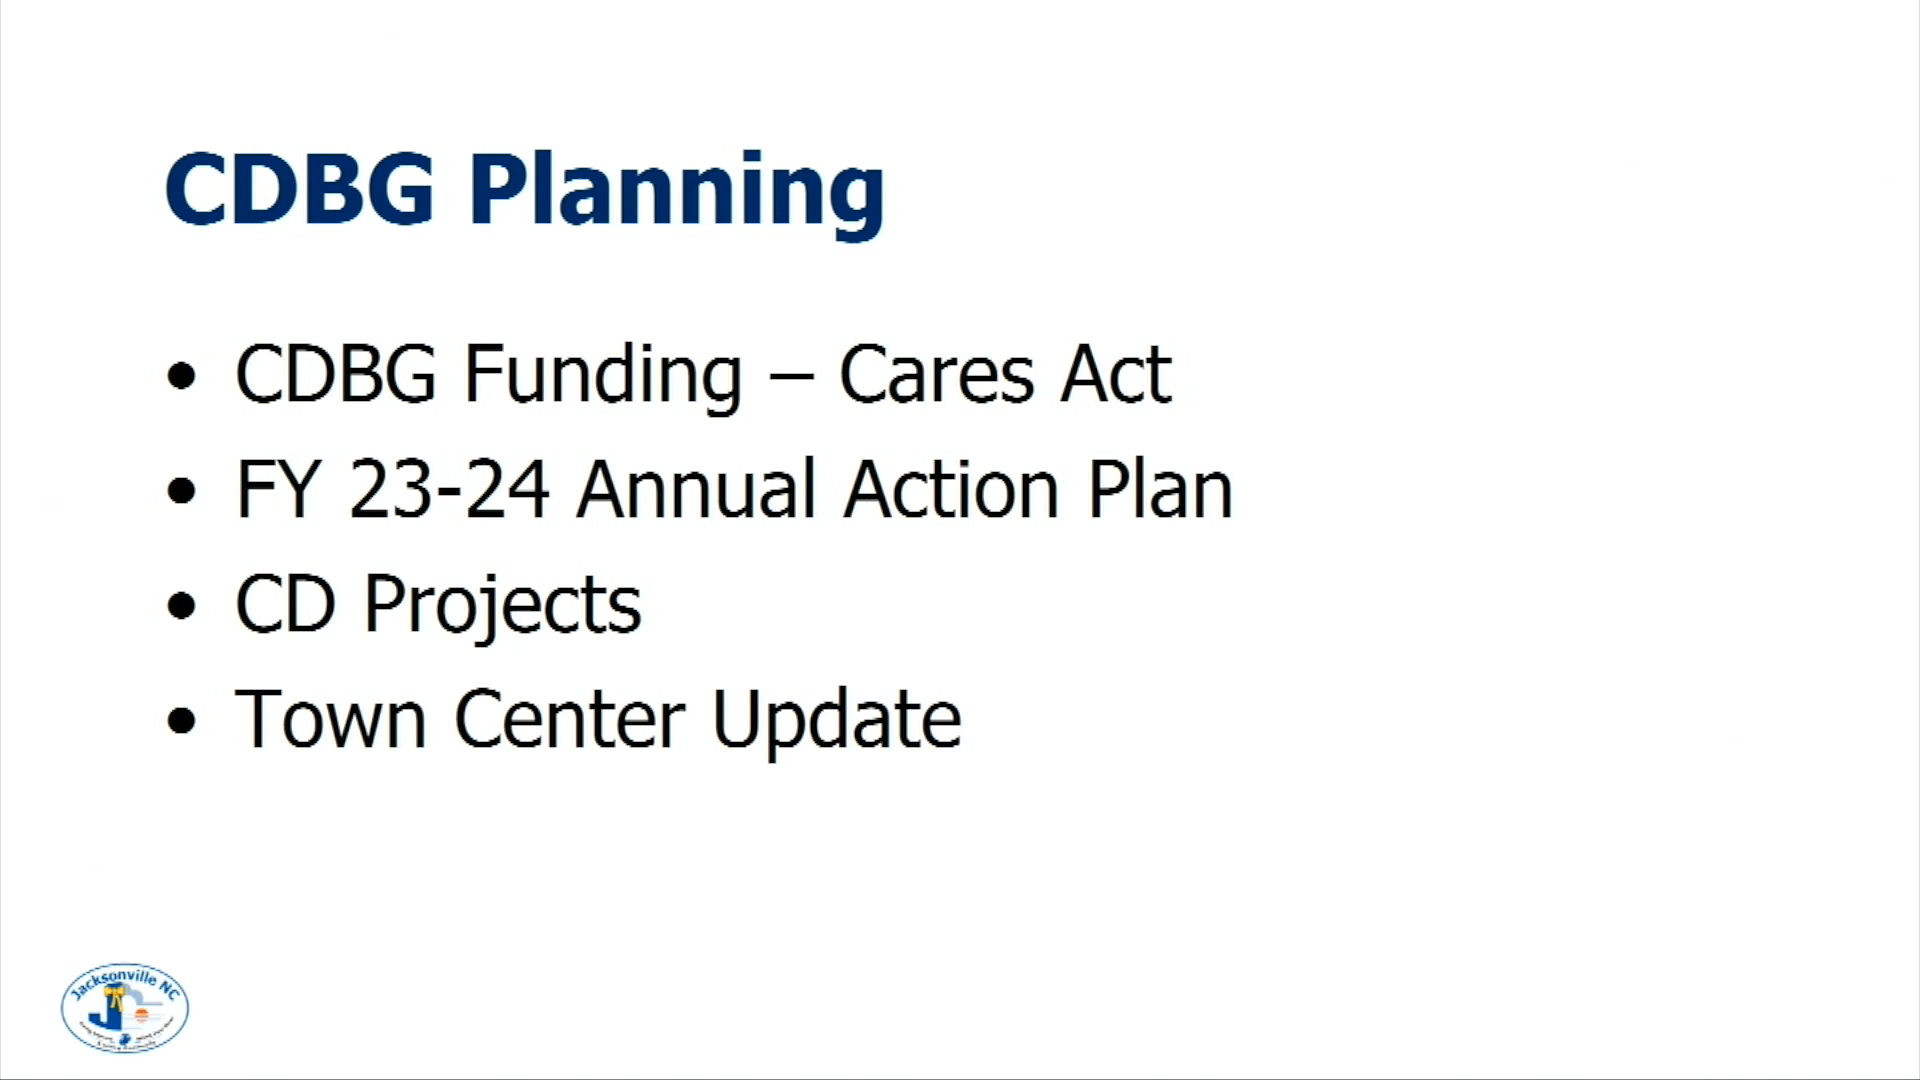 CDBG Planning
• CDBG Funding – Cares Act
• FY 23-24 Annual Action Plan
• CD Projects
• Town Center Update
Jacksonville NC